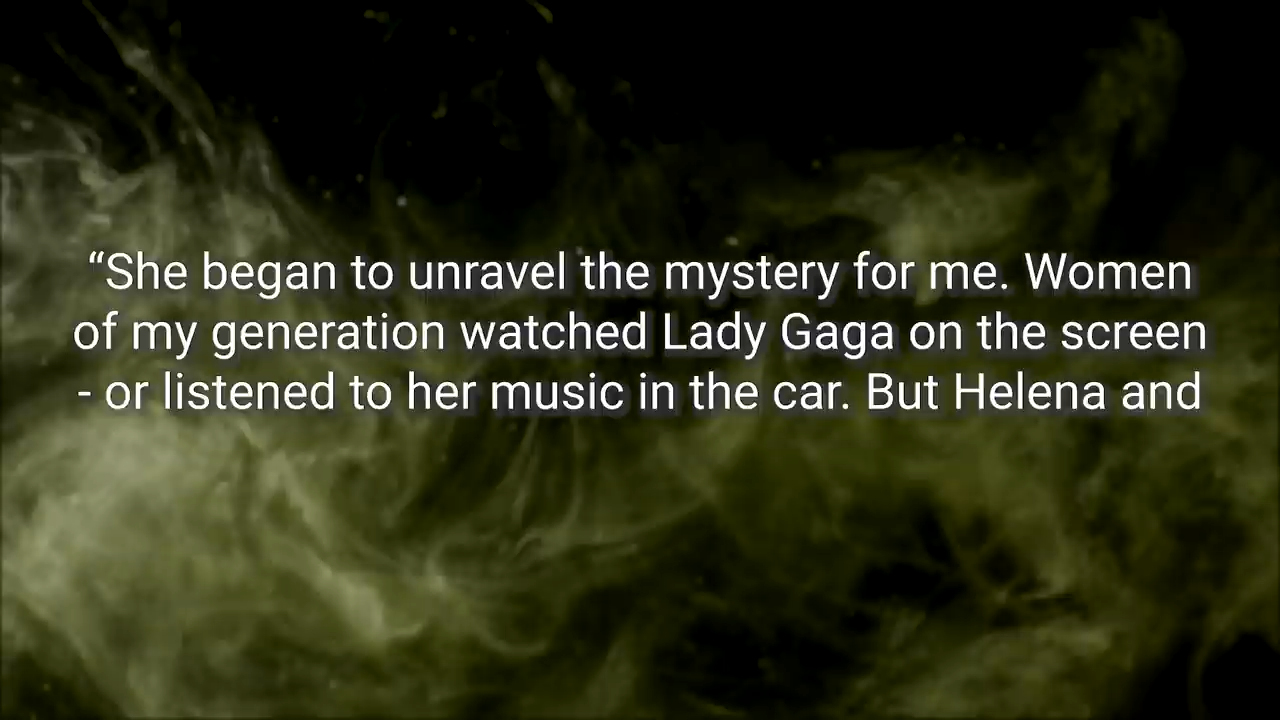 “She began to unravel the mystery for me. Women
of my generation watched Lady Gaga on the screen
- or listened to her music in the car. But Helena and